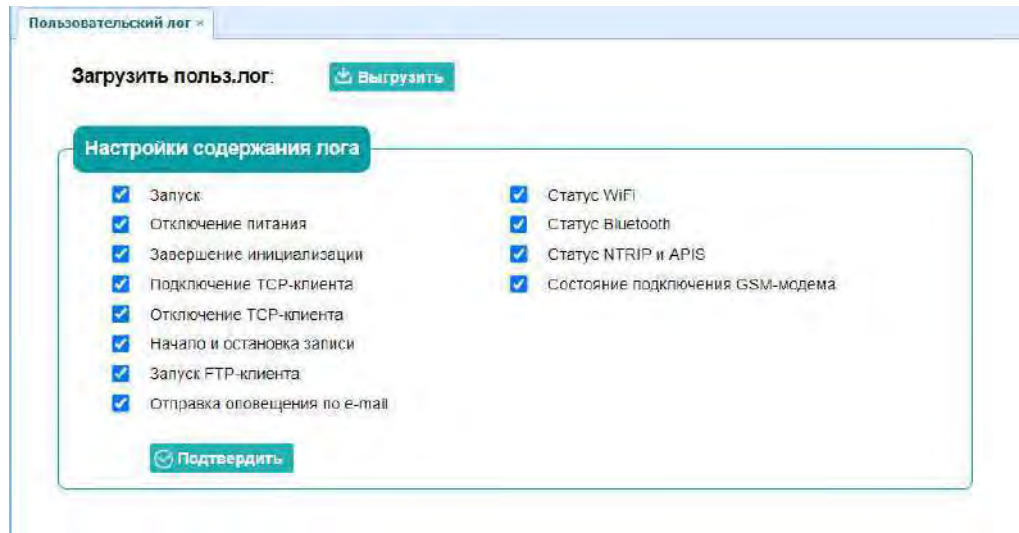 Пользовательский лог ×
Загрузить польз.лог:
Выгрузить
Настройки содержания лога
Запуск
Отключение питания
Завершение инициализации
Подключение TCP-клиента
Отключение TCP-клиента
Начало и остановка записи
Запуск FTP-клиента
Отправка оповещения по e-mail
Статус WiFi
Статус Bluetooth
Статус NTRIP и APIS
Состояние подключения GSM-модема
Подтвердить